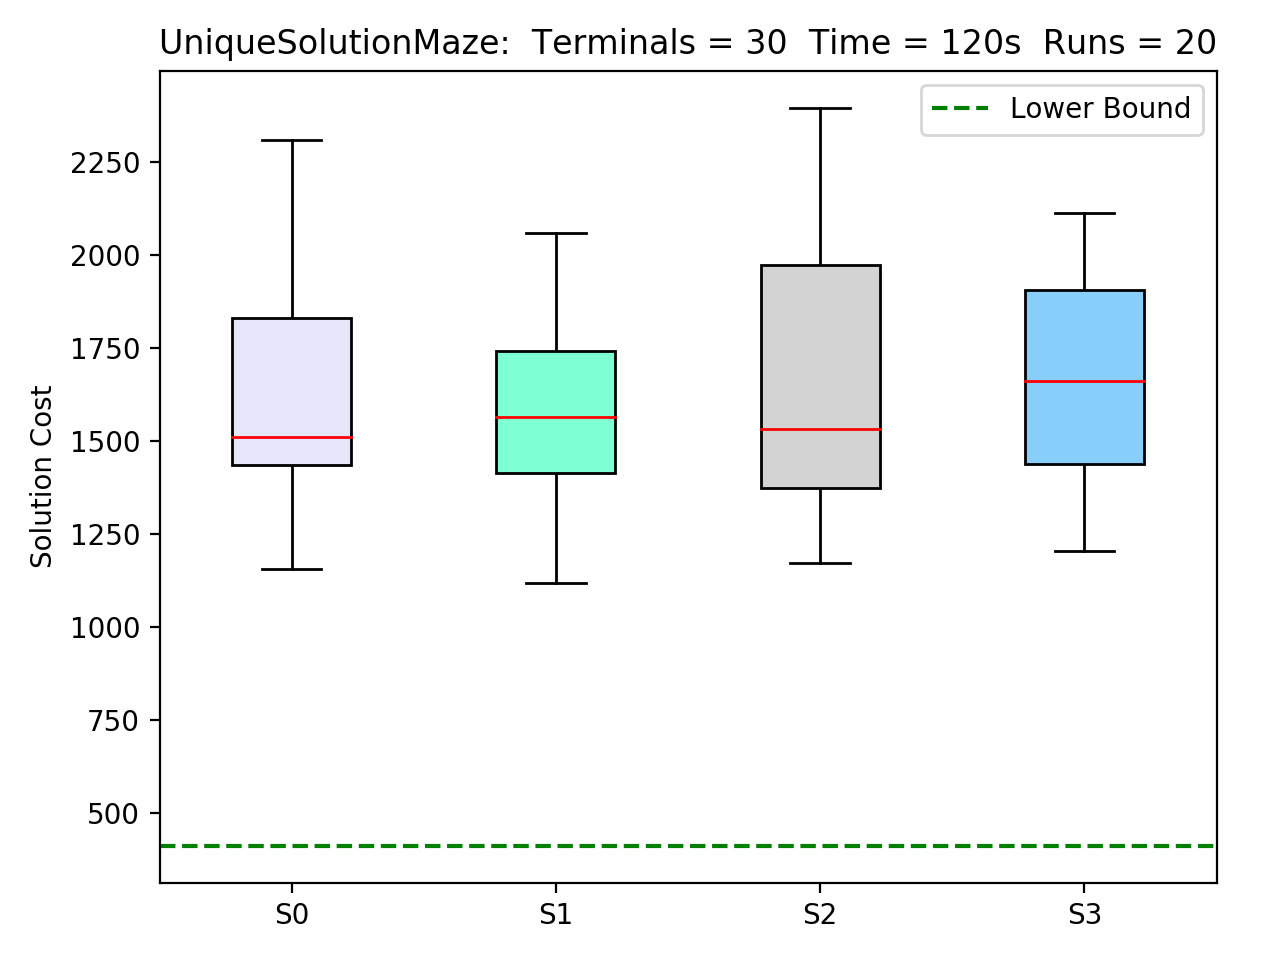 UniqueSolutionMaze:  Terminals = 30  Time = 120s  Runs = 20
Lower Bound
Solution Cost
2250
2000
1750
1500
1250
1000
750
500
S0 S1 S2 S3